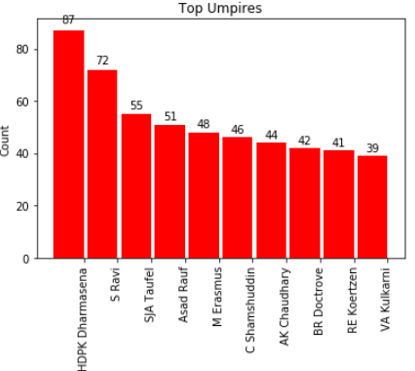 Top Umpires
Count
80
60
40
20
0
87
72
55
51
48
46
44
42
41
39
HDPK Dharmasena
S Ravi
SJA Taufel
Asad Rauf
M Erasmus
C Shamshuddin
AK Chaudhary
BR Doctrove
RE Koertzen
VA Kulkarni